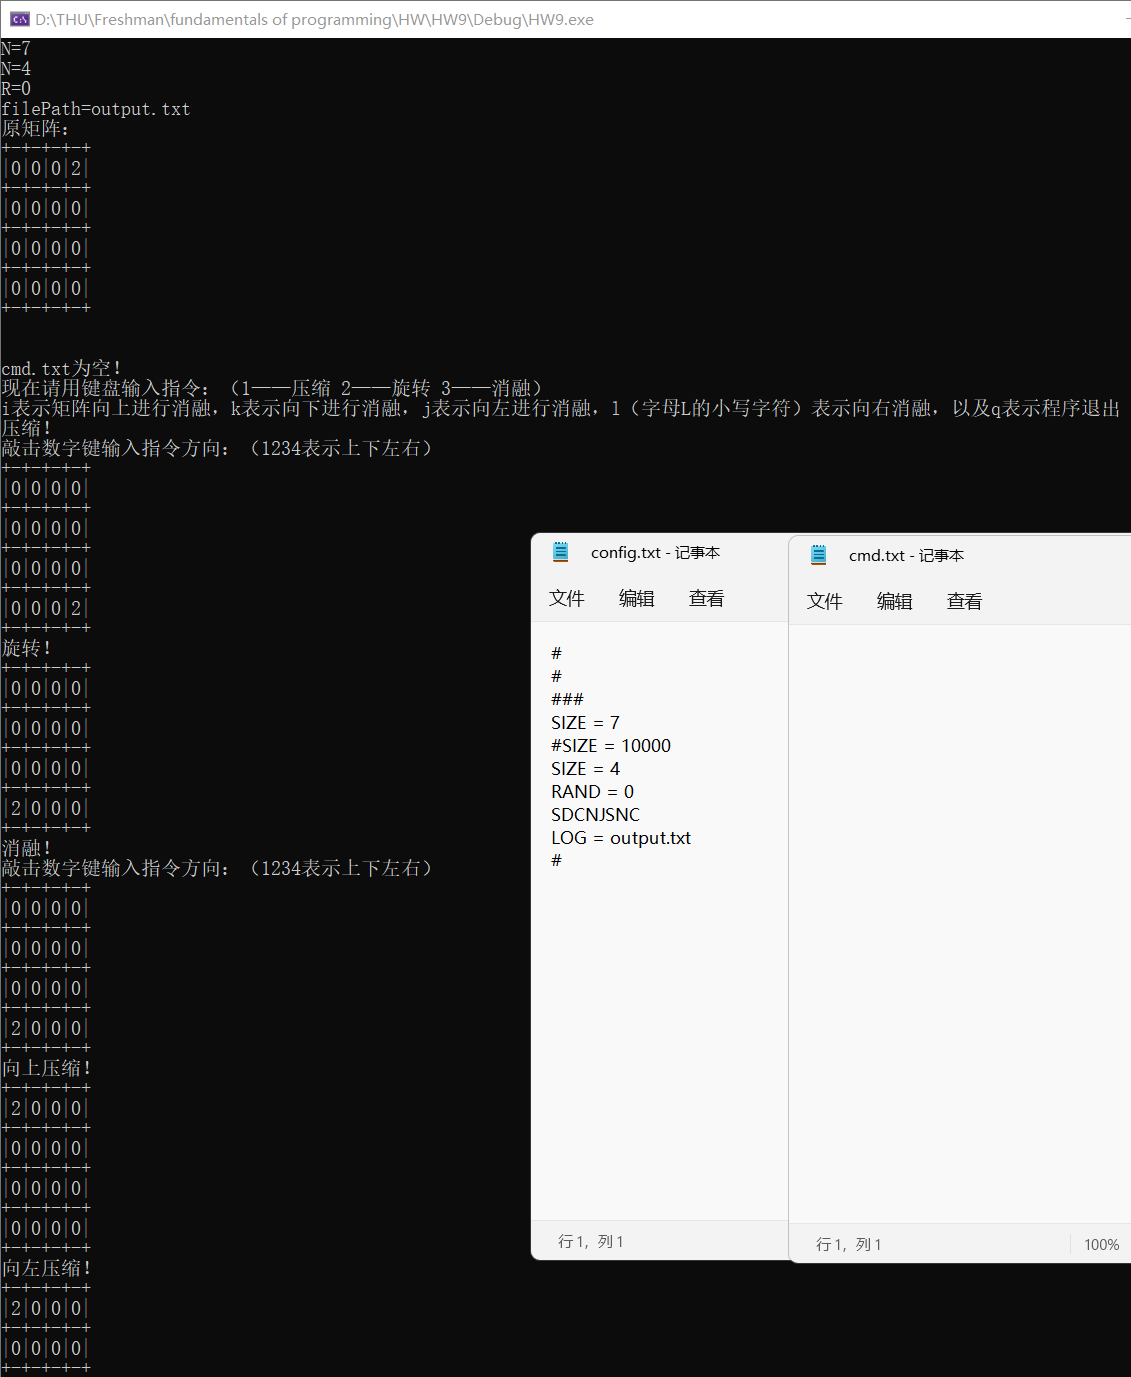 D:\THU\Freshman\fundamentals of programming\HW\HW9\Debug\HW9.exe
N=7
N=4
R=0
filePath=output.txt
原矩阵：
+-+-+-+-+
|0|0|0|2|
+-+-+-+-+
|0|0|0|0|
+-+-+-+-+
|0|0|0|0|
+-+-+-+-+
|0|0|0|0|
+-+-+-+-+
cmd.txt为空！
现在请用键盘输入指令：（1——压缩 2——旋转 3——消融）
i表示矩阵向上进行消融，k表示向下进行消融，j表示向左进行消融，l（字母L的小写字符）表示向右消融，以及q表示程序退出
压缩！
敲击数字键输入指令方向：（1234表示上下左右）
+-+-+-+-+
|0|0|0|0|
+-+-+-+-+
|0|0|0|0|
+-+-+-+-+
|0|0|0|0|
+-+-+-+-+
|0|0|0|2|
+-+-+-+-+
旋转！
+-+-+-+-+
|0|0|0|0|
+-+-+-+-+
|0|0|0|0|
+-+-+-+-+
|0|0|0|0|
+-+-+-+-+
|2|0|0|0|
+-+-+-+-+
消融！
敲击数字键输入指令方向：（1234表示上下左右）
+-+-+-+-+
|0|0|0|0|
+-+-+-+-+
|0|0|0|0|
+-+-+-+-+
|0|0|0|0|
+-+-+-+-+
|2|0|0|0|
+-+-+-+-+
向上压缩！
+-+-+-+-+
|2|0|0|0|
+-+-+-+-+
|0|0|0|0|
+-+-+-+-+
|0|0|0|0|
+-+-+-+-+
|0|0|0|0|
+-+-+-+-+
向左压缩！
+-+-+-+-+
|2|0|0|0|
+-+-+-+-+
|0|0|0|0|
+-+-+-+-+
config.txt - 记事本
文件 编辑 查看
#
#
###
SIZE = 7
#SIZE = 10000
SIZE = 4
RAND = 0
SDCNJSNC
LOG = output.txt
#
行 1，列 1
cmd.txt - 记事本
文件 编辑 查看
行 1，列 1
100%